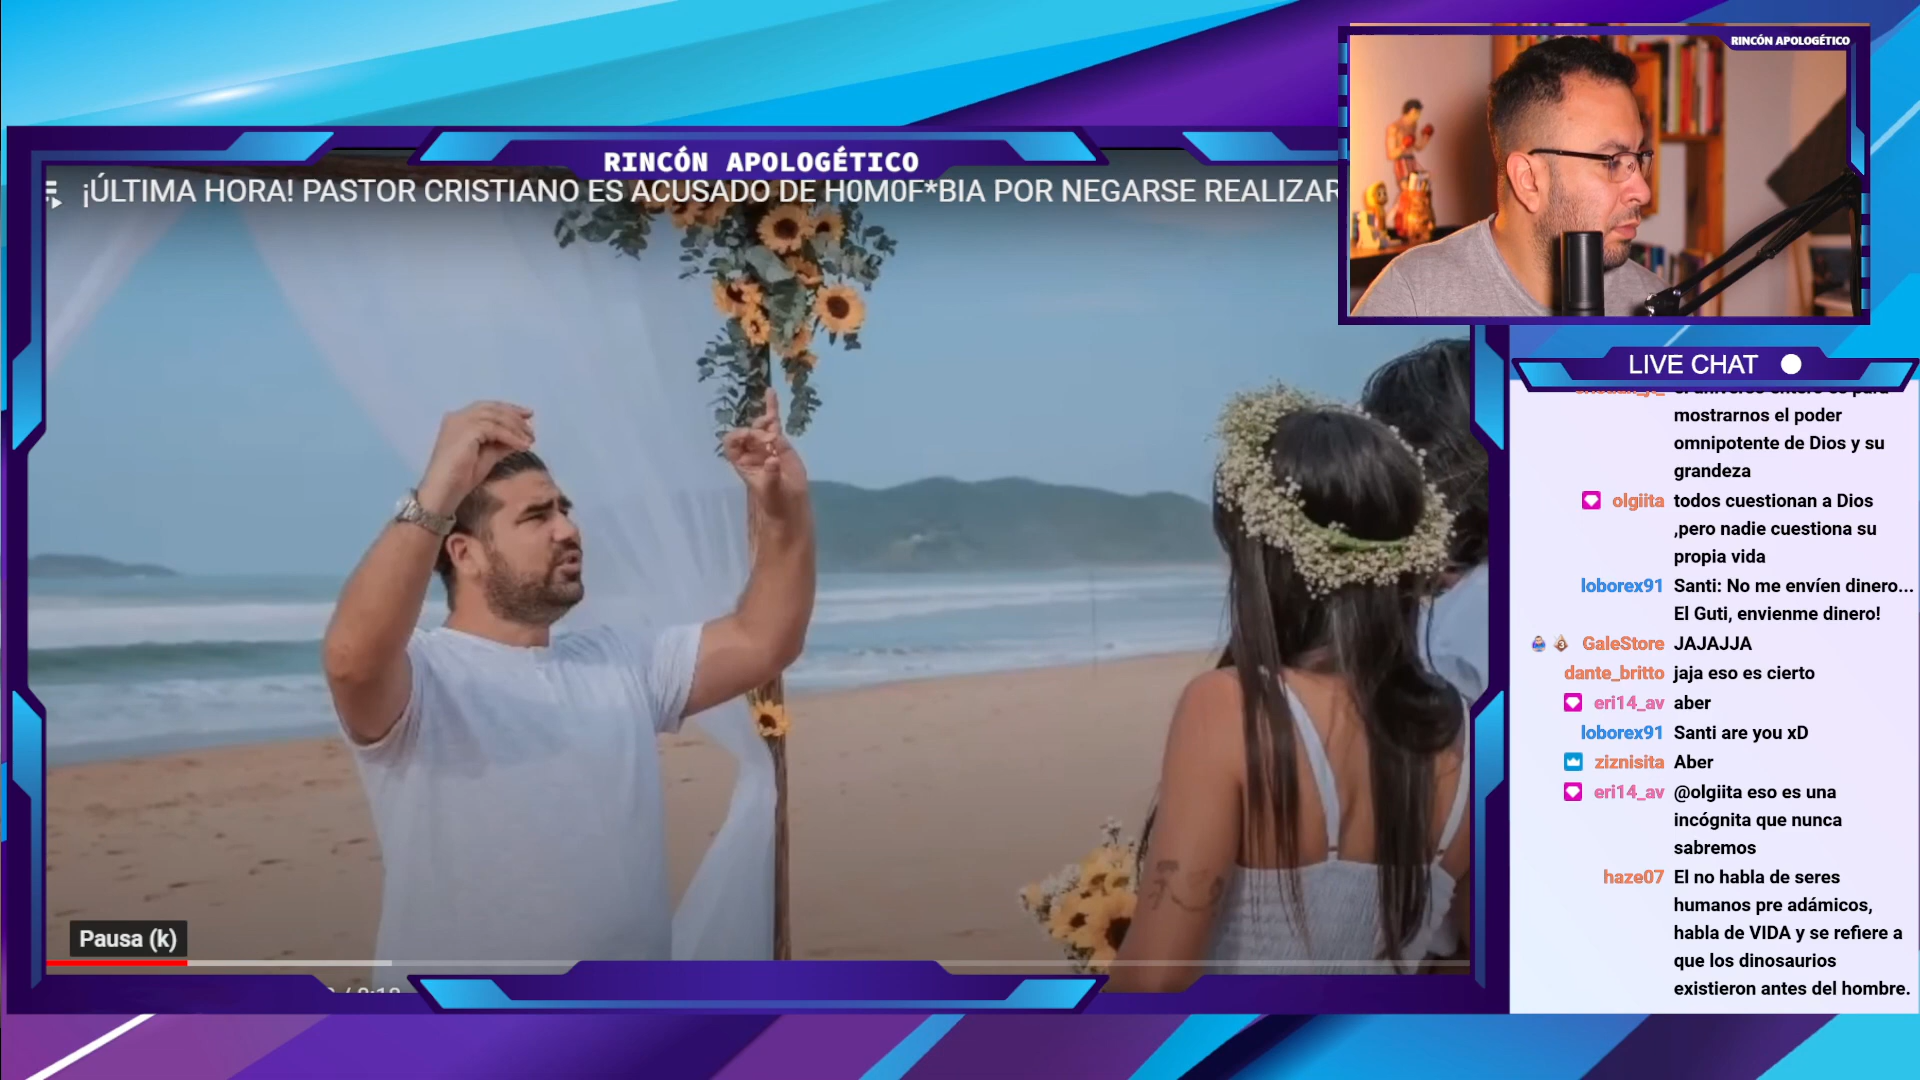 RINCÓN APOLOGÉTICO
RINCÓN APOLOGÉTICO
¡ÚLTIMA HORA! PASTOR CRISTIANO ES ACUSADO DE H0M0F*BIA POR NEGARSE REALIZAR
LIVE CHAT
mostrarnos el poder
omnipotente de Dios y su
grandeza
olgiita todos cuestionan a Dios
,pero nadie cuestiona su
propia vida
loborex91 Santi: No me envíen dinero...
El Guti, envienme dinero!
GaleStore JAJAJJA
dante_britto jaja eso es cierto
eri14_av aber
loborex91 Santi are you xD
ziznisita Aber
eri14_av @olgiita eso es una
incógnita que nunca
sabremos
haze07 El no habla de seres
humanos pre adámicos,
habla de VIDA y se refiere a
que los dinosaurios
existieron antes del hombre.
Pausa (k)